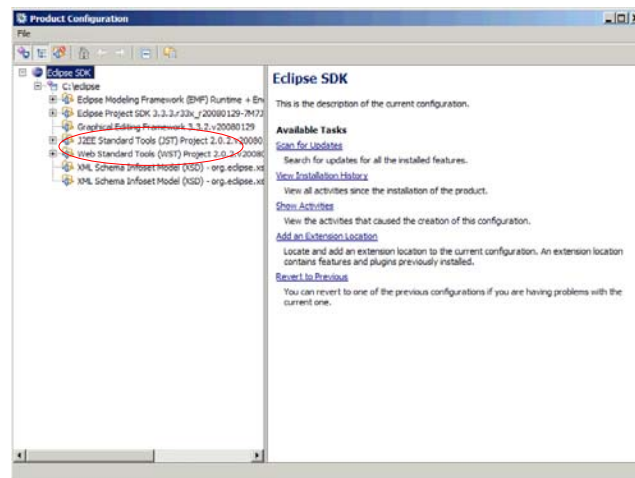 Product Configuration
File
Eclipse SDK
C:\eclipse
Eclipse Modeling Framework (EMF) Runtime + En
Eclipse Project SDK 3.3.3.r33x_r20080129-7M7J
Graphical Editing Framework 3.3.2.v20080129
J2EE Standard Tools (JST) Project 2.0.2.v20080
Web Standard Tools (WST) Project 2.0.2.v20080
XML Schema Infoset Model (XSD) - org.eclipse.xs
XML Schema Infoset Model (XSD) - org.eclipse.xs
Eclipse SDK
This is the description of the current configuration.
Available Tasks
Scan for Updates
Search for updates for all the installed features.
View Installation History
View all activities since the installation of the product.
Show Activities
View the activities that caused the creation of this configuration.
Add an Extension Location
Locate and add an extension location to the current configuration. An extension location
contains features and plugins previously installed.
Revert to Previous
You can revert to one of the previous configurations if you are having problems with the
current one.